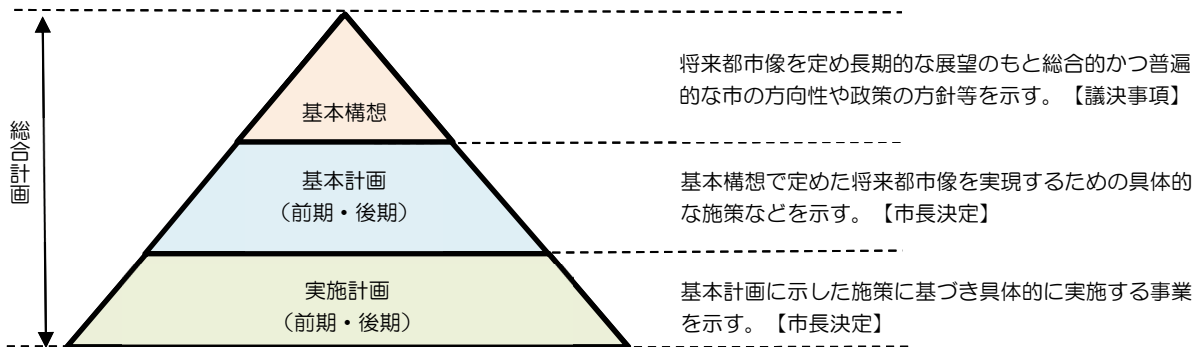 総合計画
基本構想
将来都市像を定め長期的な展望のもと総合的かつ普遍
的な市の方向性や政策の方針等を示す。【議決事項】
基本計画
（前期・後期）
基本構想で定めた将来都市像を実現するための具体的
な施策などを示す。【市長決定】
実施計画
（前期・後期）
基本計画に示した施策に基づき具体的に実施する事業
を示す。【市長決定】